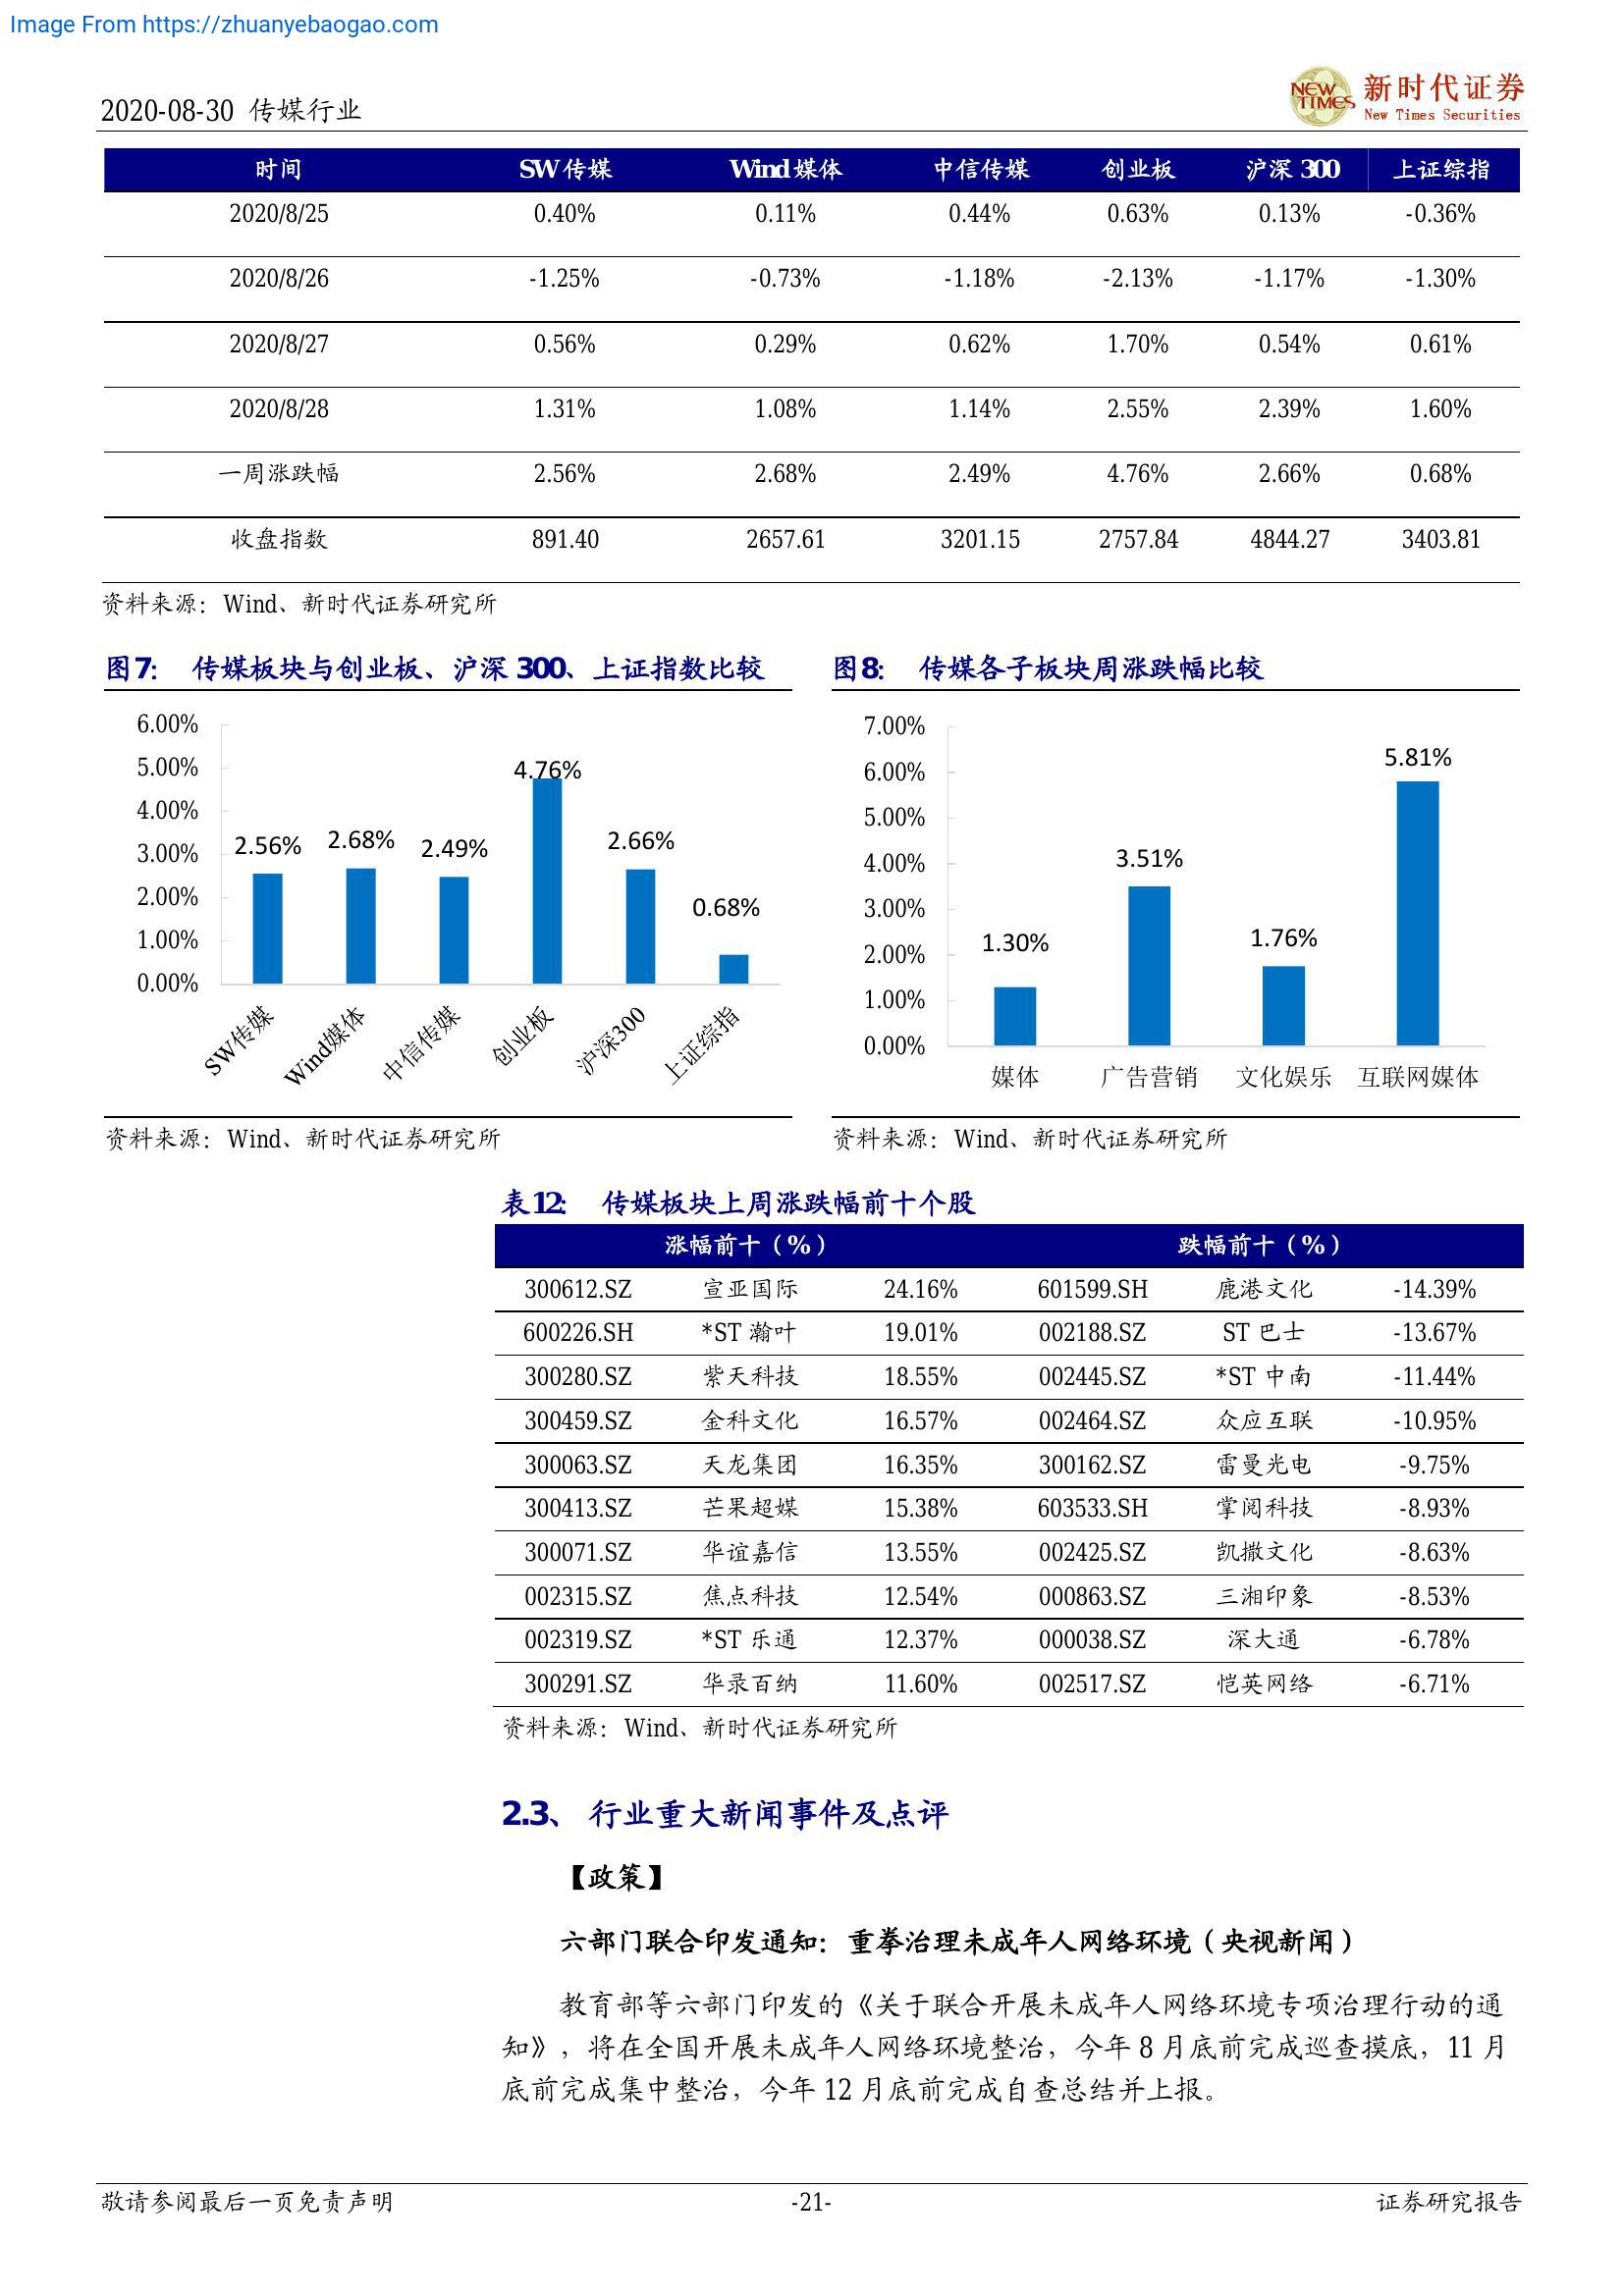 Image From https://zhuanyebaogao.com
2020-08-30 传媒行业
NEW TIMES 新时代证券
New Times Securities
时间 SW传媒 Wind媒体 中信传媒 创业板 沪深 300 上证综指
2020/8/25 0.40% 0.11% 0.44% 0.63% 0.13% -0.36%
2020/8/26 -1.25% -0.73% -1.18% -2.13% -1.17% -1.30%
2020/8/27 0.56% 0.29% 0.62% 1.70% 0.54% 0.61%
2020/8/28 1.31% 1.08% 1.14% 2.55% 2.39% 1.60%
一周涨跌幅 2.56% 2.68% 2.49% 4.76% 2.66% 0.68%
收盘指数 891.40 2657.61 3201.15 2757.84 4844.27 3403.81
资料来源：Wind、新时代证券研究所
图7： 传媒板块与创业板、沪深 300、上证指数比较
6.00%
5.00%
4.00%
3.00%
2.00%
1.00%
0.00%
2.56% 2.68% 2.49% 4.76% 2.66% 0.68%
SW传媒 Wind媒体 中信传媒 创业板 沪深300 上证综指
资料来源：Wind、新时代证券研究所
图8： 传媒各子板块周涨跌幅比较
7.00%
6.00%
5.00%
4.00%
3.00%
2.00%
1.00%
0.00%
1.30% 3.51% 1.76% 5.81%
媒体 广告营销 文化娱乐 互联网媒体
资料来源：Wind、新时代证券研究所
表12： 传媒板块上周涨跌幅前十个股
涨幅前十（%） 跌幅前十（%）
300612.SZ 宣亚国际 24.16% 601599.SH 鹿港文化 -14.39%
600226.SH *ST 瀚叶 19.01% 002188.SZ ST 巴士 -13.67%
300280.SZ 紫天科技 18.55% 002445.SZ *ST 中南 -11.44%
300459.SZ 金科文化 16.57% 002464.SZ 众应互联 -10.95%
300063.SZ 天龙集团 16.35% 300162.SZ 雷曼光电 -9.75%
300413.SZ 芒果超媒 15.38% 603533.SH 掌阅科技 -8.93%
300071.SZ 华谊嘉信 13.55% 002425.SZ 凯撒文化 -8.63%
002315.SZ 焦点科技 12.54% 000863.SZ 三湘印象 -8.53%
002319.SZ *ST 乐通 12.37% 000038.SZ 深大通 -6.78%
300291.SZ 华录百纳 11.60% 002517.SZ 恺英网络 -6.71%
资料来源：Wind、新时代证券研究所
2.3、 行业重大新闻事件及点评
【政策】
六部门联合印发通知：重拳治理未成年人网络环境（央视新闻）
教育部等六部门印发的《关于联合开展未成年人网络环境专项治理行动的通
知》，将在全国开展未成年人网络环境整治，今年 8 月底前完成巡查摸底，11 月
底前完成集中整治，今年 12 月底前完成自查总结并上报。
敬请参阅最后一页免责声明 -21- 证券研究报告